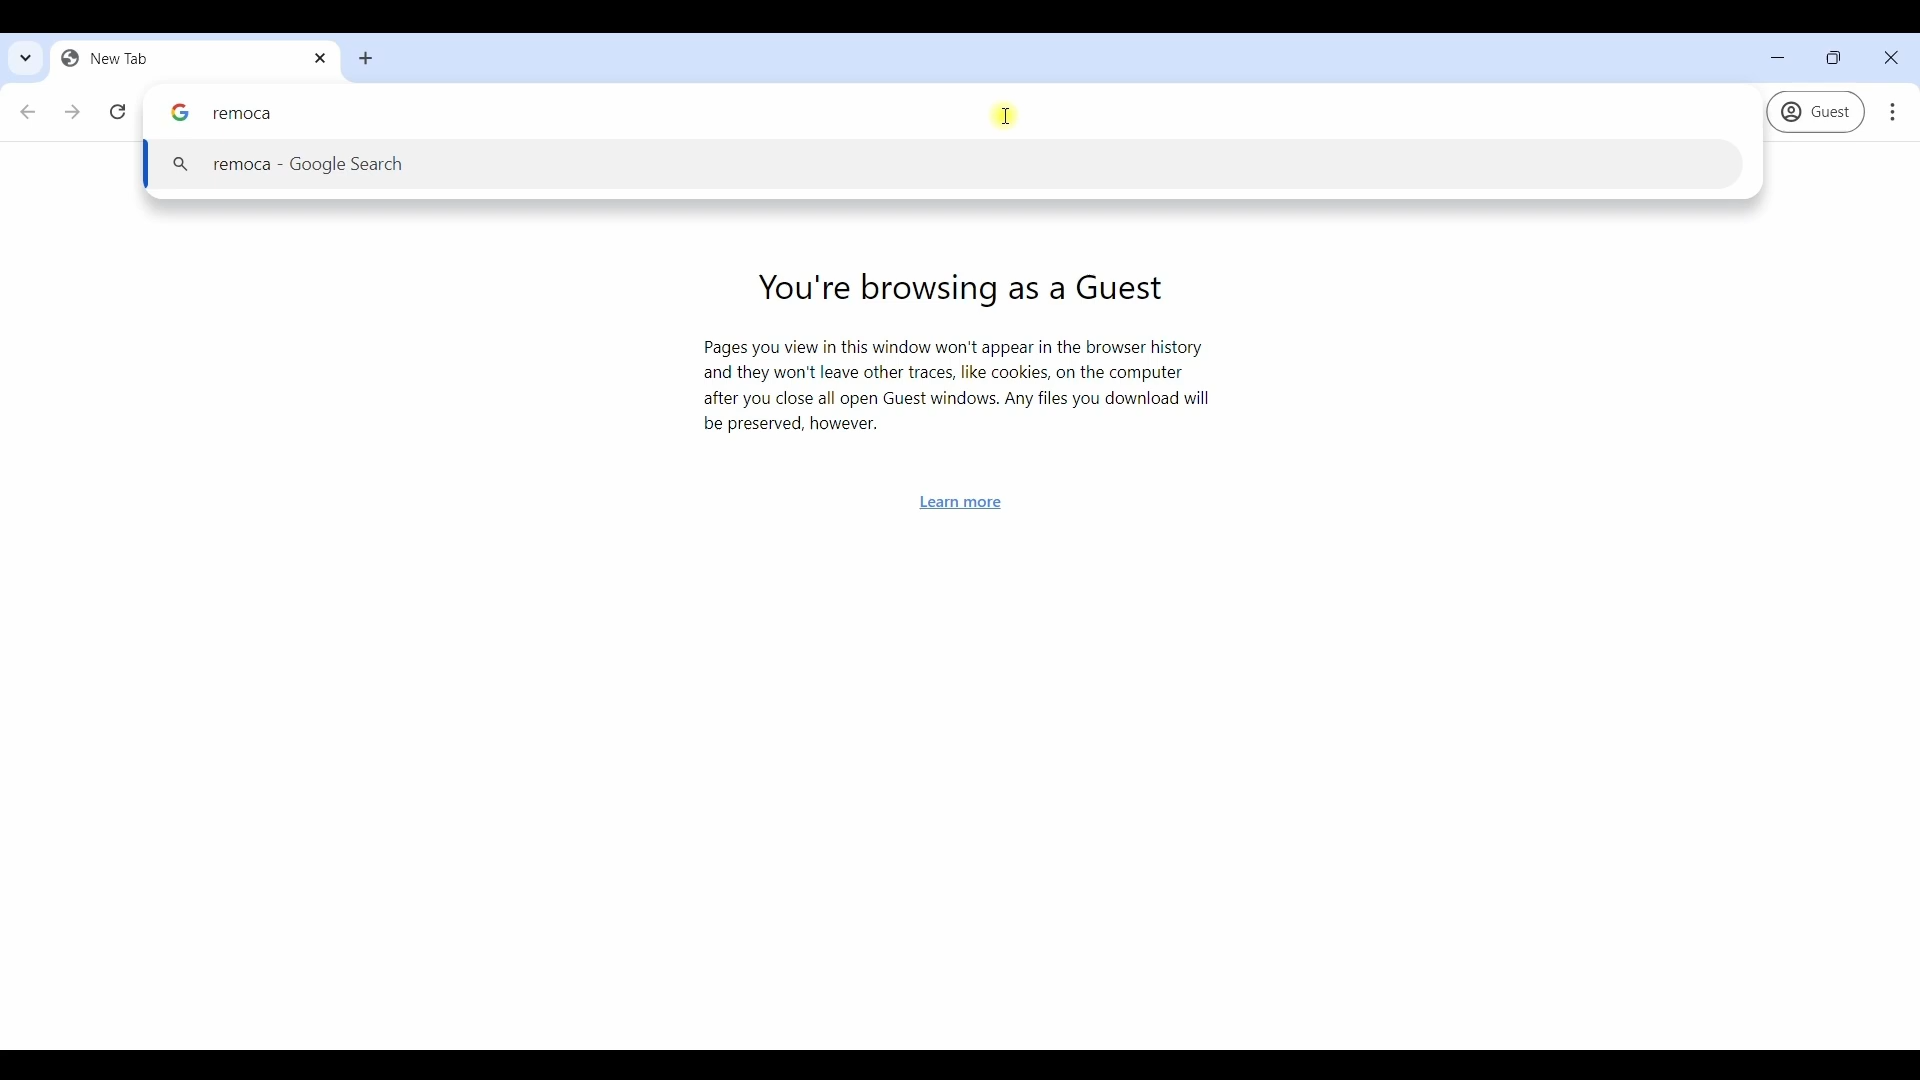 New Tab
remoca
Guest
remoca - Google Search
You're browsing as a Guest
Pages you view in this window won't appear in the browser history
and they won't leave other traces, like cookies, on the computer
after you close all open Guest windows. Any files you download will
be preserved, however.
Learn more